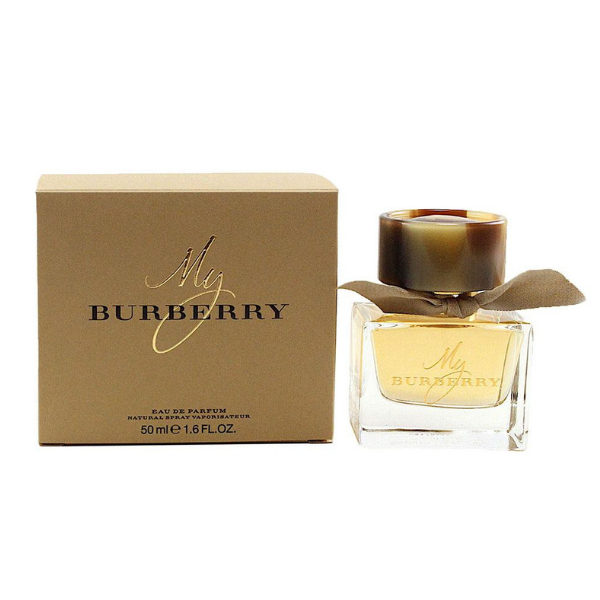 My
BURBERRY
EAU DE PARFUM
NATURAL SPRAY VAPORISATEUR
50 ml ℮ 1.6 FL.OZ.
My
BURBERRY